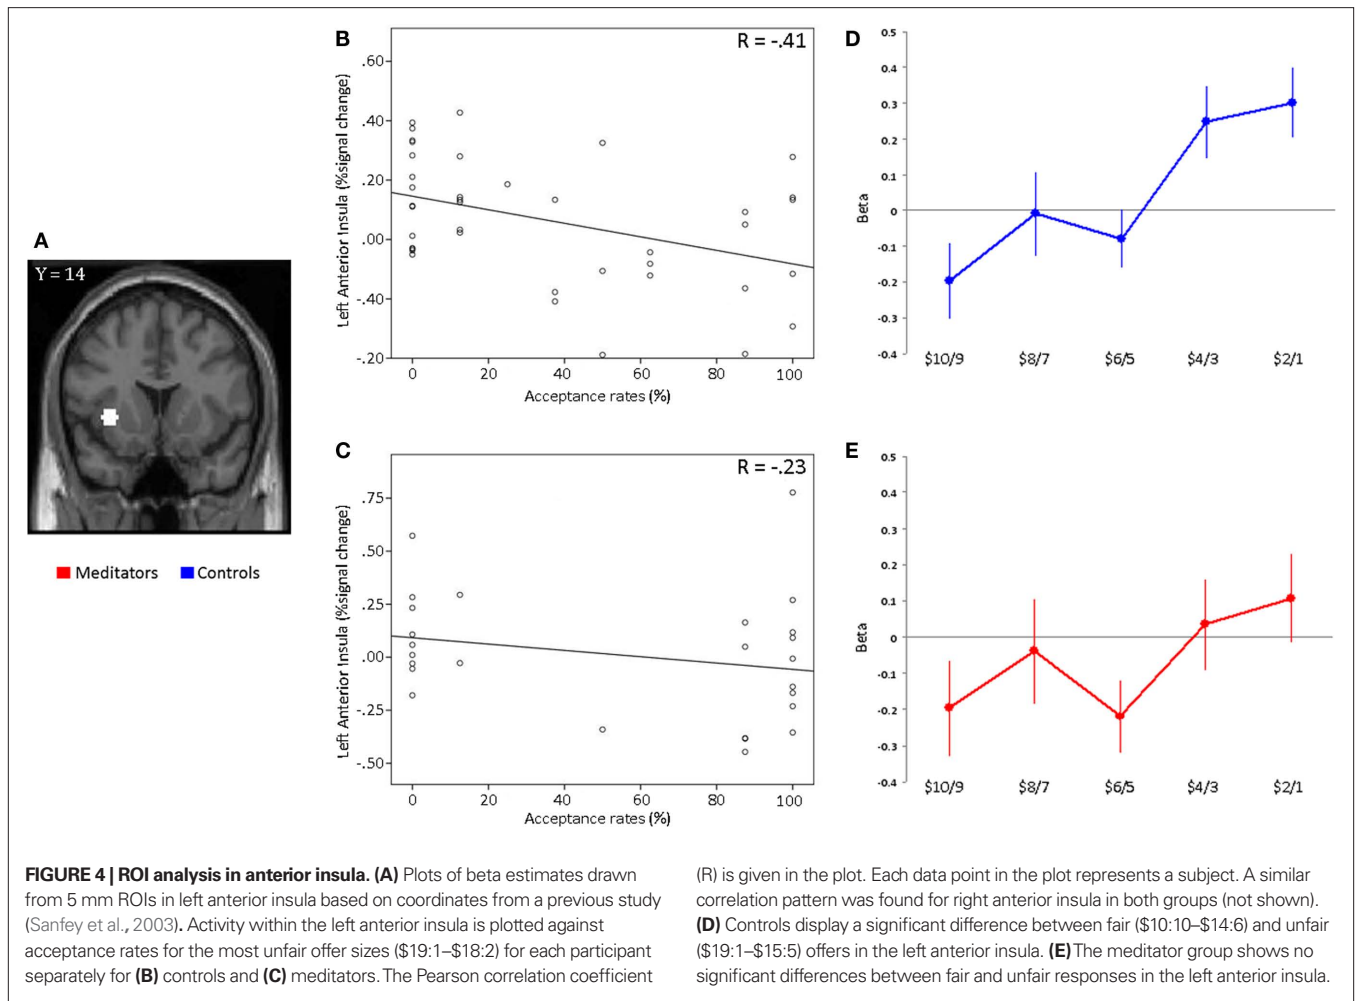 A
Y = 14
Meditators Controls
B
R = -.41
Left Anterior Insula (%signal change)
.60
.40
.20
.00
-.40
-.20
0 20 40 60 80 100
Acceptance rates (%)
C
R = -.23
Left Anterior Insula (%signal change)
.75
.50
.25
.00
-.25
-.50
0 20 40 60 80 100
Acceptance rates (%)
D
Beta
0.5
0.4
0.3
0.2
0.1
0
-0.1
-0.2
-0.3
-0.4
$10/9 $8/7 $6/5 $4/3 $2/1
E
Beta
0.5
0.4
0.3
0.2
0.1
0
-0.1
-0.2
-0.3
-0.4
$10/9 $8/7 $6/5 $4/3 $2/1
FIGURE 4 | ROI analysis in anterior insula. (A) Plots of beta estimates drawn
from 5 mm ROIs in left anterior insula based on coordinates from a previous study
(Sanfey et al., 2003). Activity within the left anterior insula is plotted against
acceptance rates for the most unfair offer sizes ($19:1–$18:2) for each participant
separately for (B) controls and (C) meditators. The Pearson correlation coefficient
(R) is given in the plot. Each data point in the plot represents a subject. A similar
correlation pattern was found for right anterior insula in both groups (not shown).
(D) Controls display a significant difference between fair ($10:10–$14:6) and unfair
($19:1–$15:5) offers in the left anterior insula. (E) The meditator group shows no
significant differences between fair and unfair responses in the left anterior insula.